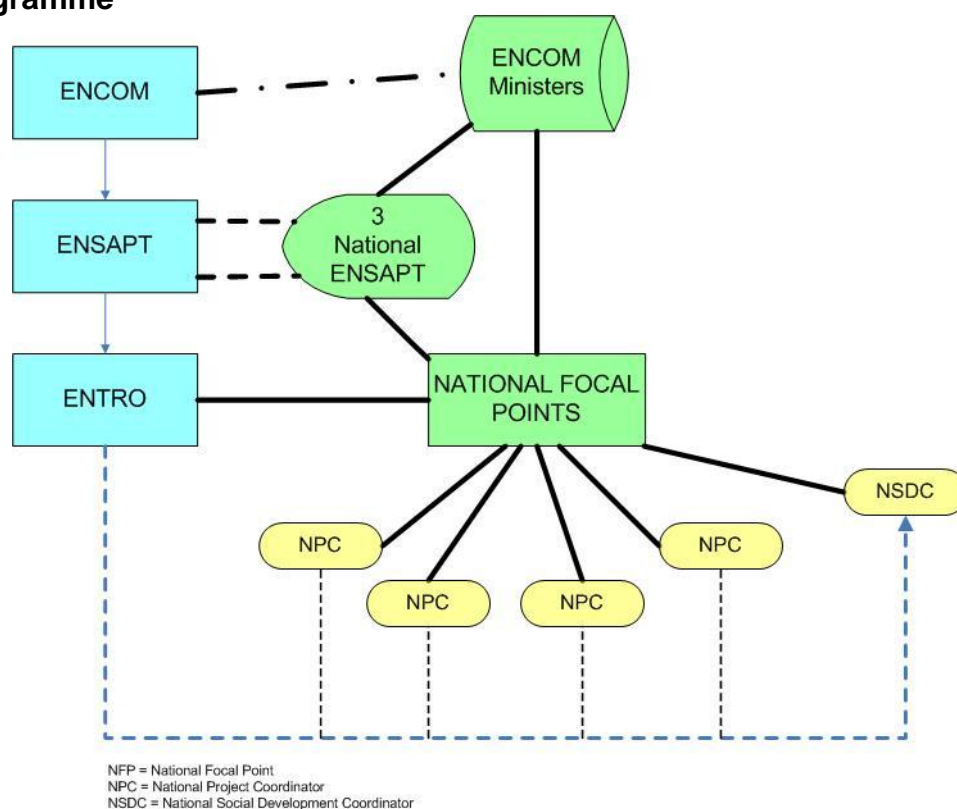 gramme
ENCOM
ENCOM
Ministers
ENSAPT
3
National
ENSAPT
ENTRO
NATIONAL FOCAL
POINTS
NSDC
NPC
NPC
NPC
NPC
NFP = National Focal Point
NPC = National Project Coordinator
NSDC = National Social Development Coordinator